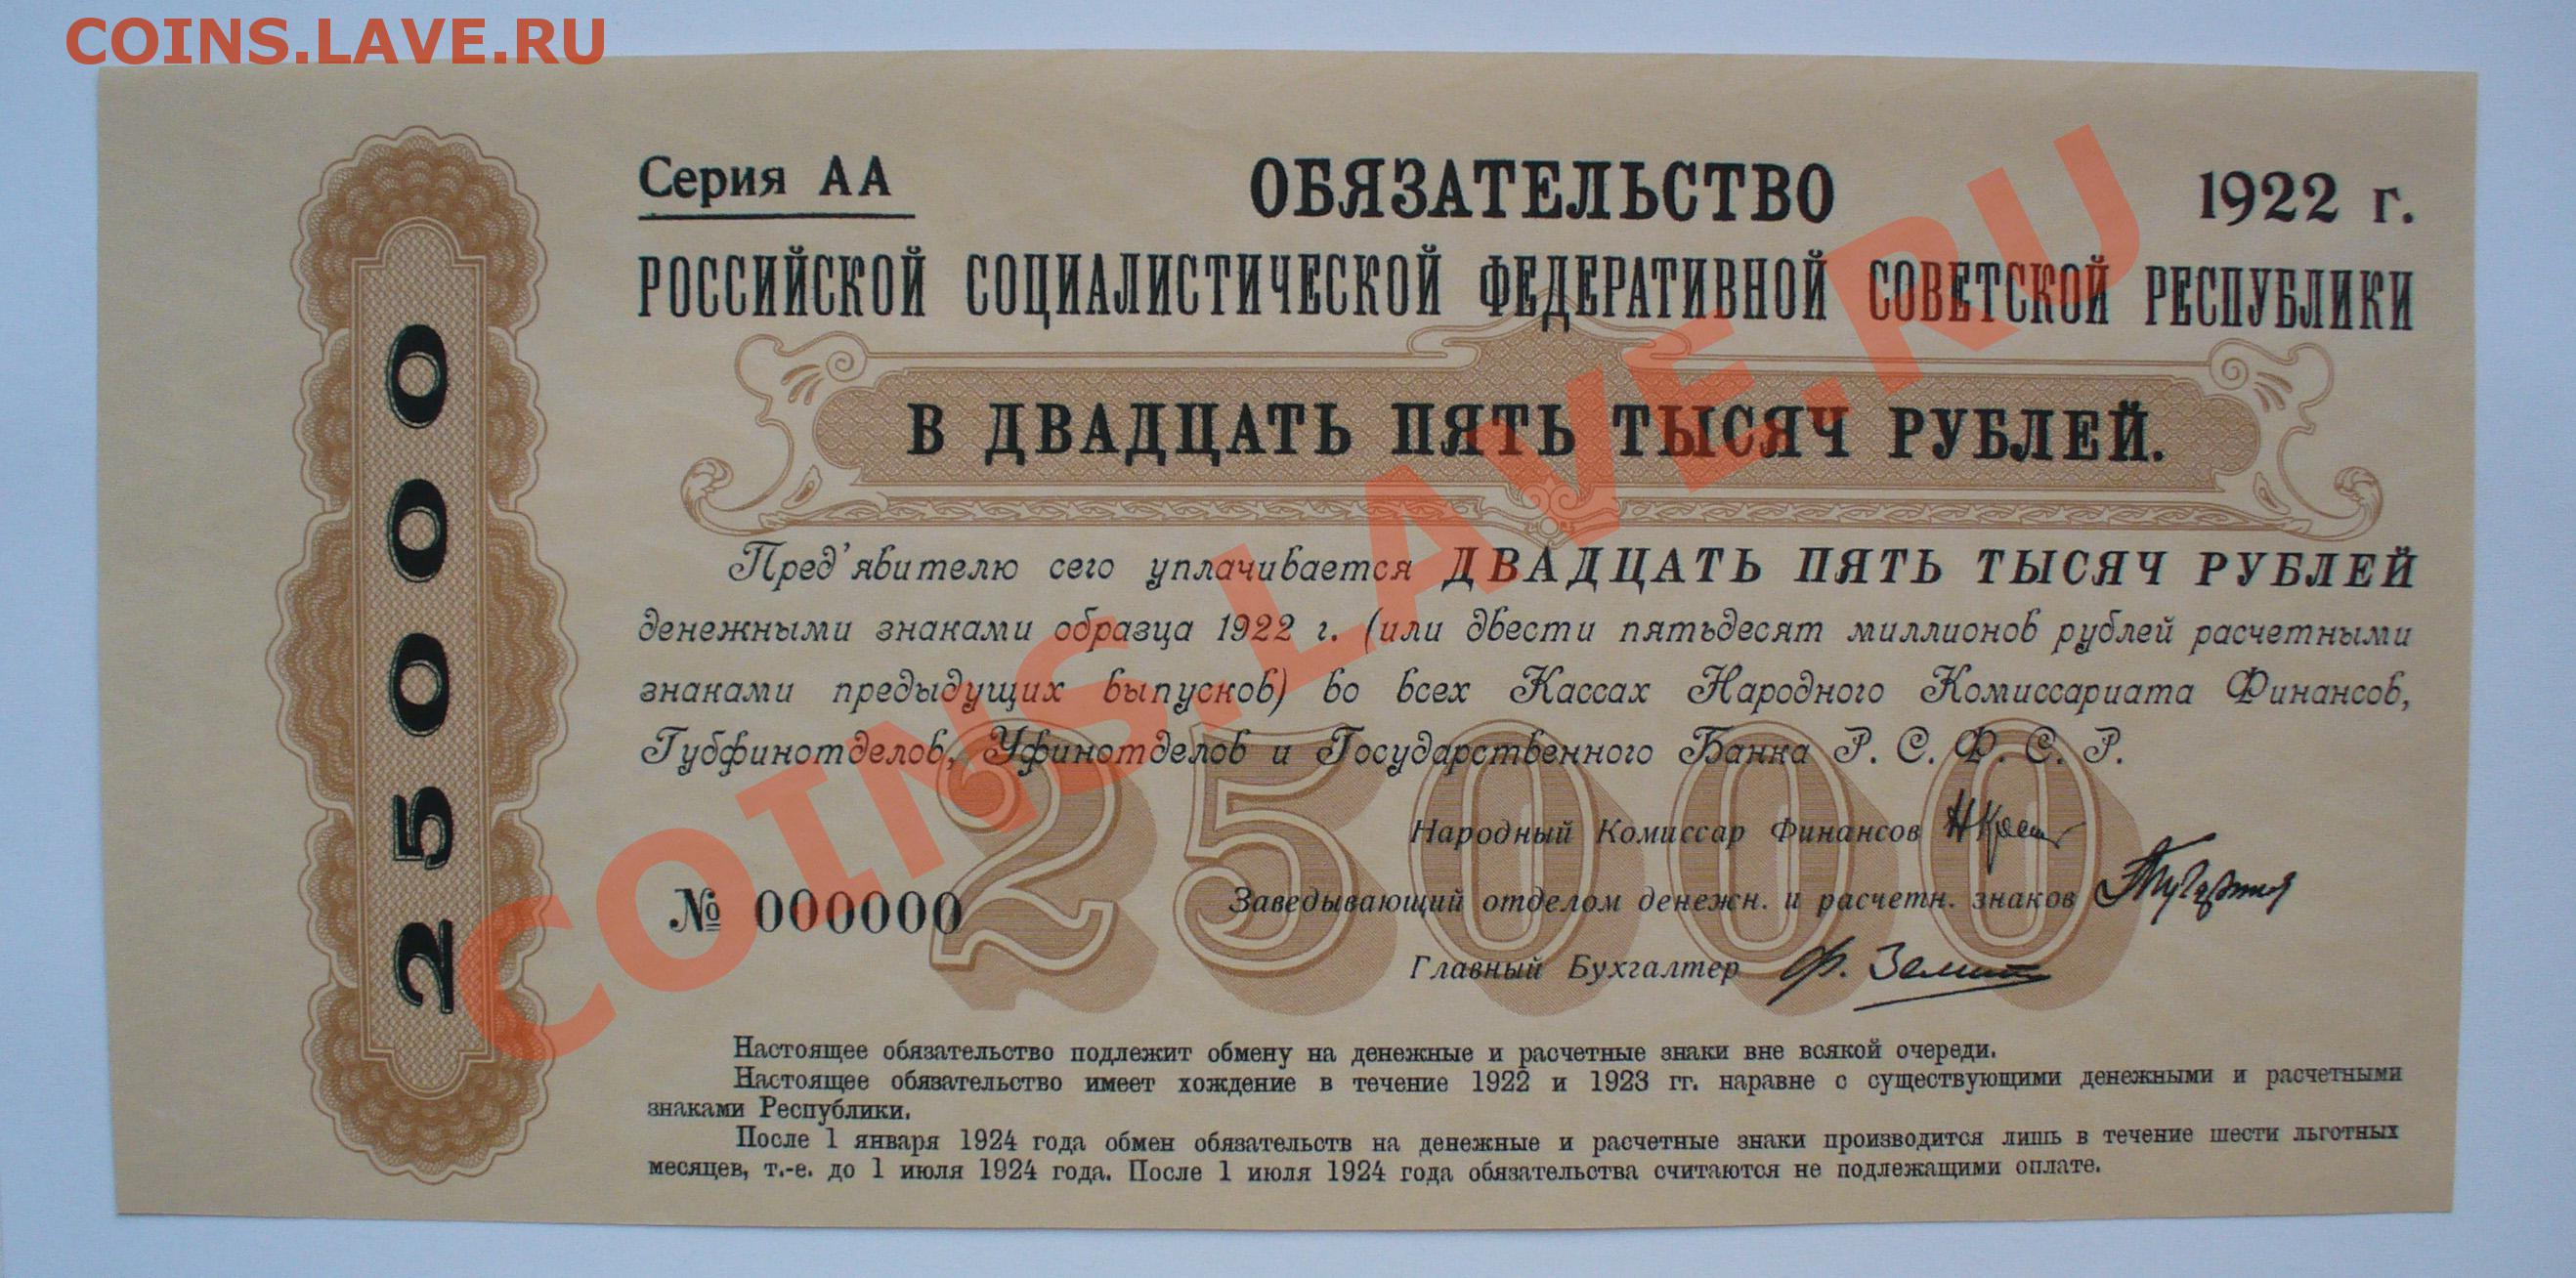 COINS.LAVE.RU
Серия АА
ОБЯЗАТЕЛЬСТВО
1922 г.
РОССИЙСКОЙ СОЦИАЛИСТИЧЕСКОЙ ФЕДЕРАТИВНОЙ СОВЕТСКОЙ РЕСПУБЛИКИ
В ДВАДЦАТЬ ПЯТЬ ТЫСЯЧ РУБЛЕЙ.
25000
Пред'явителю сего уплачивается ДВАДЦАТЬ ПЯТЬ ТЫСЯЧ РУБЛЕЙ
денежными знаками образца 1922 г. (или двести пятьдесят миллионов рублей расчетными
знаками предыдущих выпусков) во всех Кассах Народного Комиссариата Финансов,
Губфинотделов, Уфинотделов и Государственного Банка Р. С. Ф. С. Р.
25000
Народный Комиссар Финансов
№ 000000
Заведывающий отделом денежн. и расчетн. знаков
Главный Бухгалтер Ф.
Настоящее обязательство подлежит обмену на денежные и расчетные знаки вне всякой очереди.
Настоящее обязательство имеет хождение в течение 1922 и 1923 гг. наравне с существующими денежными и расчетными
знаками Республики.
После 1 января 1924 года обмен обязательств на денежные и расчетные знаки производится лишь в течение шести льготных
месяцев, т.-е. до 1 июля 1924 года. После 1 июля 1924 года обязательства считаются не подлежащими оплате.
COINS.LAVE.RU